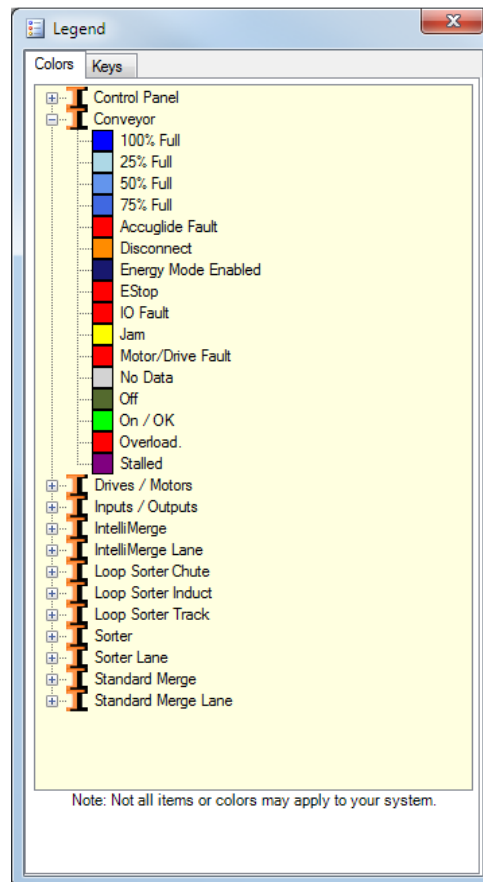 Legend
Colors Keys
Control Panel
Conveyor
100% Full
25% Full
50% Full
75% Full
Accuglide Fault
Disconnect
Energy Mode Enabled
EStop
IO Fault
Jam
Motor/Drive Fault
No Data
Off
On / OK
Overload.
Stalled
Drives / Motors
Inputs / Outputs
IntelliMerge
IntelliMerge Lane
Loop Sorter Chute
Loop Sorter Induct
Loop Sorter Track
Sorter
Sorter Lane
Standard Merge
Standard Merge Lane
Note: Not all items or colors may apply to your system.